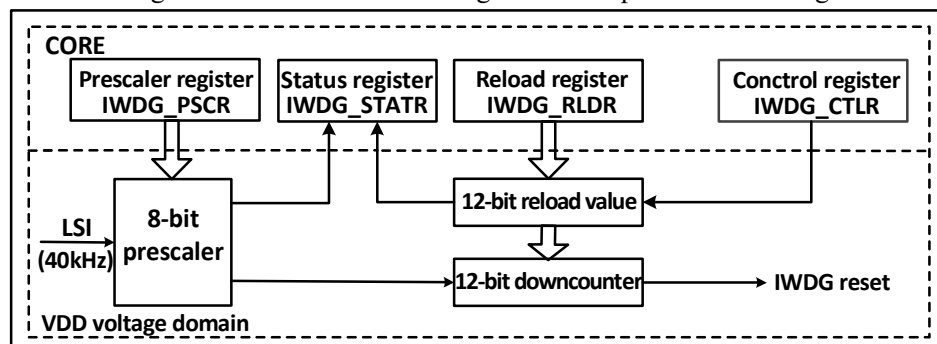 CORE
Prescaler register
IWDG_PSCR
Status register
IWDG_STATR
Reload register
IWDG_RLDR
Conctrol register
IWDG_CTLR
LSI
(40kHz)
8-bit
prescaler
12-bit reload value
12-bit downcounter
IWDG reset
VDD voltage domain